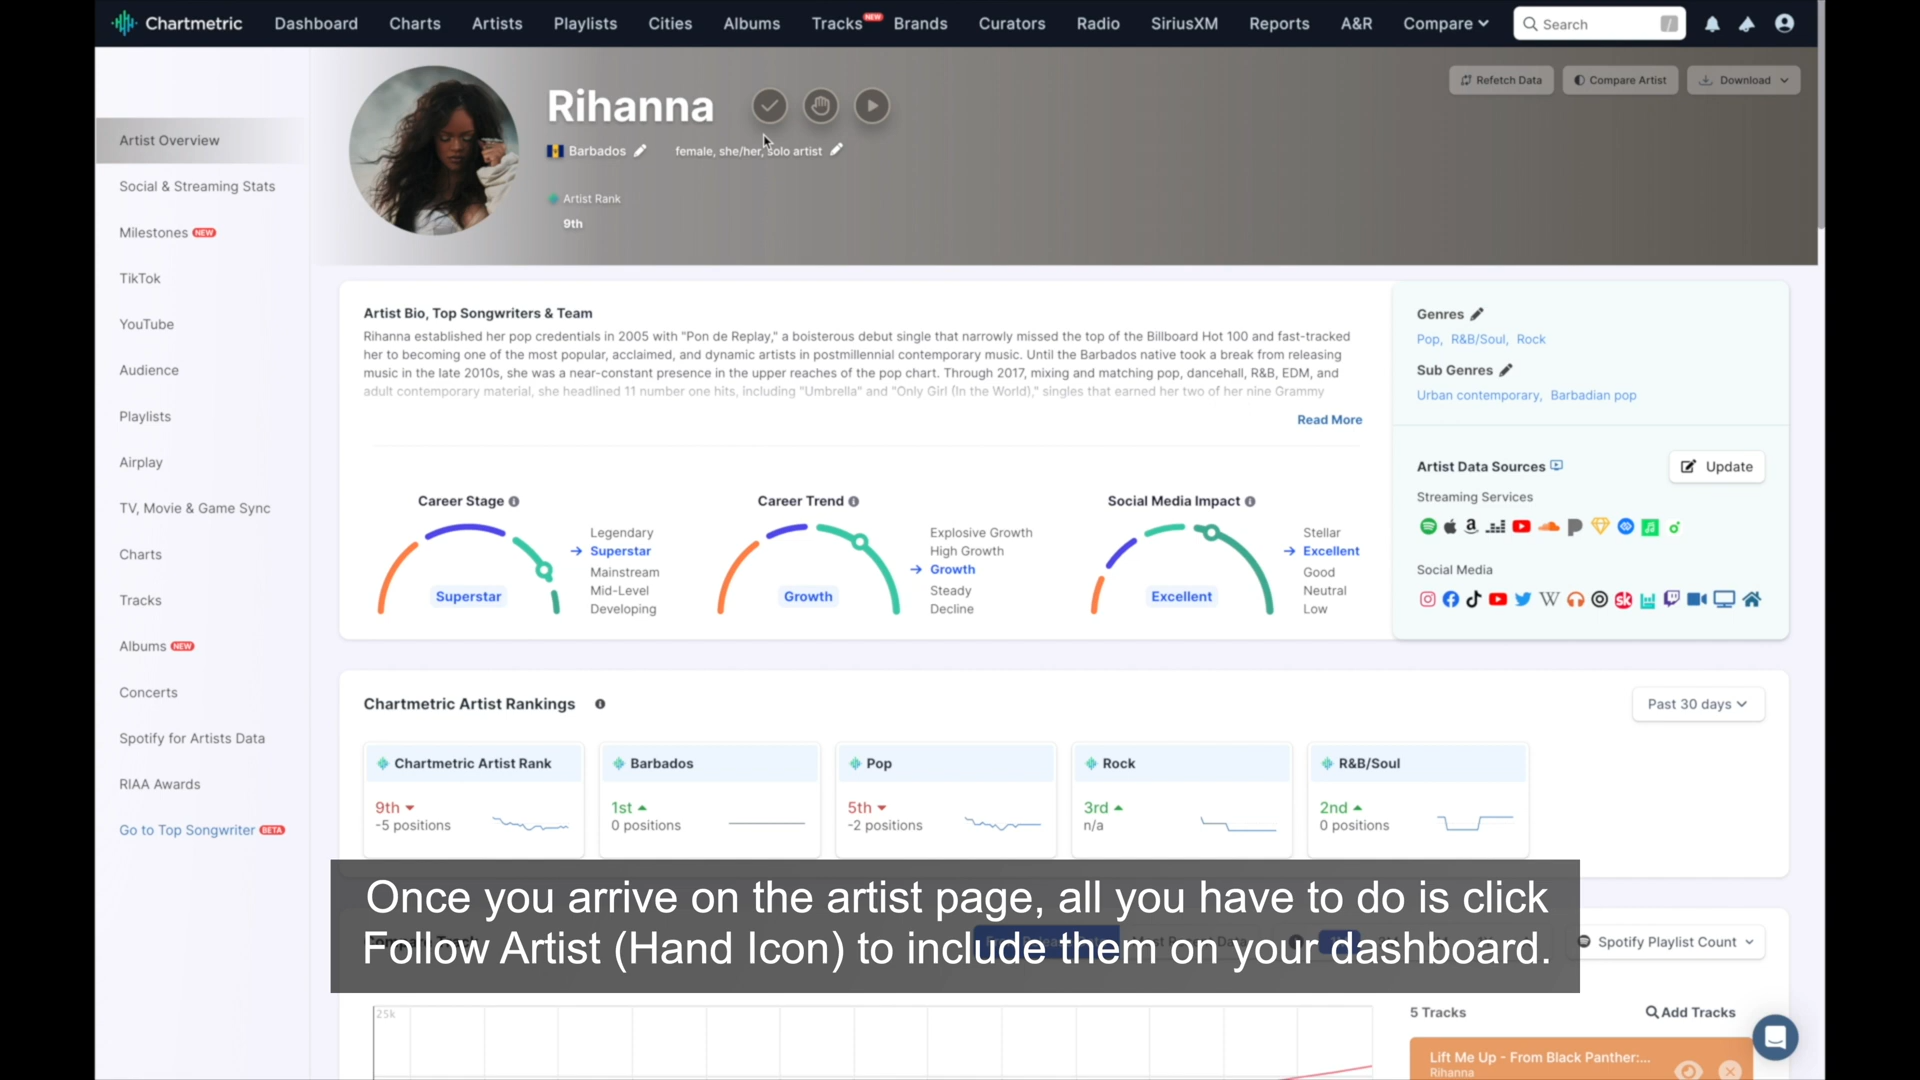 Chartmetric Dashboard Charts Artists Playlists Cities Albums Tracks NEW Brands Curators Radio SiriusXM Reports A&R Compare Search /
Refetch Data Compare Artist Download
Rihanna
Barbados female, she/her, solo artist
Artist Rank
9th
Artist Overview
Social & Streaming Stats
Milestones NEW
TikTok
YouTube
Audience
Playlists
Airplay
TV, Movie & Game Sync
Charts
Tracks
Albums NEW
Concerts
Spotify for Artists Data
RIAA Awards
Go to Top Songwriter BETA
Artist Bio, Top Songwriters & Team
Rihanna established her pop credentials in 2005 with "Pon de Replay," a boisterous debut single that narrowly missed the top of the Billboard Hot 100 and fast-tracked
her to becoming one of the most popular, acclaimed, and dynamic artists in postmillennial contemporary music. Until the Barbados native took a break from releasing
music in the late 2010s, she was a near-constant presence in the upper reaches of the pop chart. Through 2017, mixing and matching pop, dancehall, R&B, EDM, and
adult contemporary material, she headlined 11 number one hits, including "Umbrella" and "Only Girl (In the World)," singles that earned her two of her nine Grammy
Read More
Genres
Pop, R&B/Soul, Rock
Sub Genres
Urban contemporary, Barbadian pop
Artist Data Sources
Update
Streaming Services
Social Media
Career Stage
Superstar
Legendary
Superstar
Mainstream
Mid-Level
Developing
Career Trend
Growth
Explosive Growth
High Growth
Growth
Steady
Decline
Social Media Impact
Excellent
Stellar
Excellent
Good
Neutral
Low
Chartmetric Artist Rankings
Past 30 days
Chartmetric Artist Rank
9th
-5 positions
Barbados
1st
0 positions
Pop
5th
-2 positions
Rock
3rd
n/a
R&B/Soul
2nd
0 positions
Once you arrive on the artist page, all you have to do is click
Follow Artist (Hand Icon) to include them on your dashboard.
Spotify Playlist Count
25k
5 Tracks
Add Tracks
Lift Me Up - From Black Panther:...
Rihanna